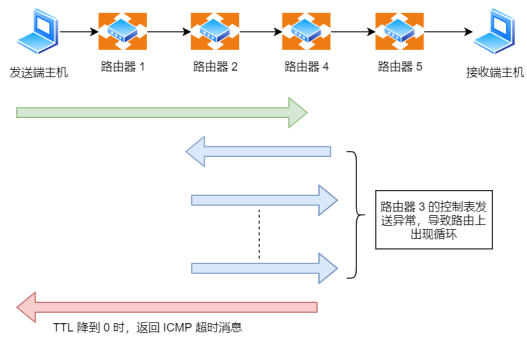 发送端主机
路由器 1
路由器 2
路由器 4
路由器 5
接收端主机
路由器 3 的控制表发
送异常，导致路由上
出现循环
TTL 降到 0 时，返回 ICMP 超时消息